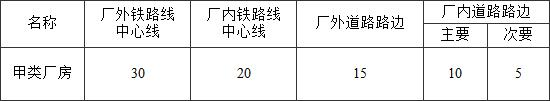 名称
厂外铁路线
中心线
厂内铁路线
中心线
厂外道路路边
厂内道路路边
主要
次要
甲类厂房
30
20
15
10
5